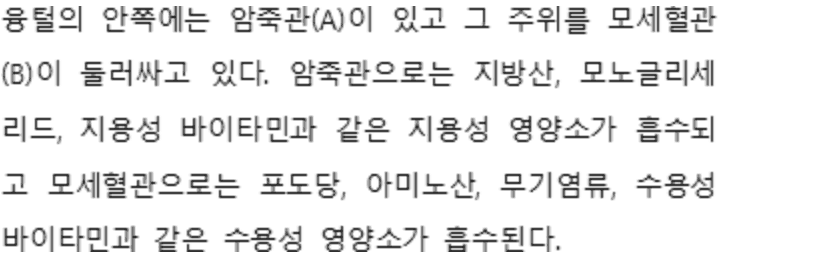 융털의 안쪽에는 암죽관(A)이 있고 그 주위를 모세혈관
(B)이 둘러싸고 있다. 암죽관으로는 지방산, 모노글리세
리드, 지용성 바이타민과 같은 지용성 영양소가 흡수되
고 모세혈관으로는 포도당, 아미노산, 무기염류, 수용성
바이타민과 같은 수용성 영양소가 흡수된다.